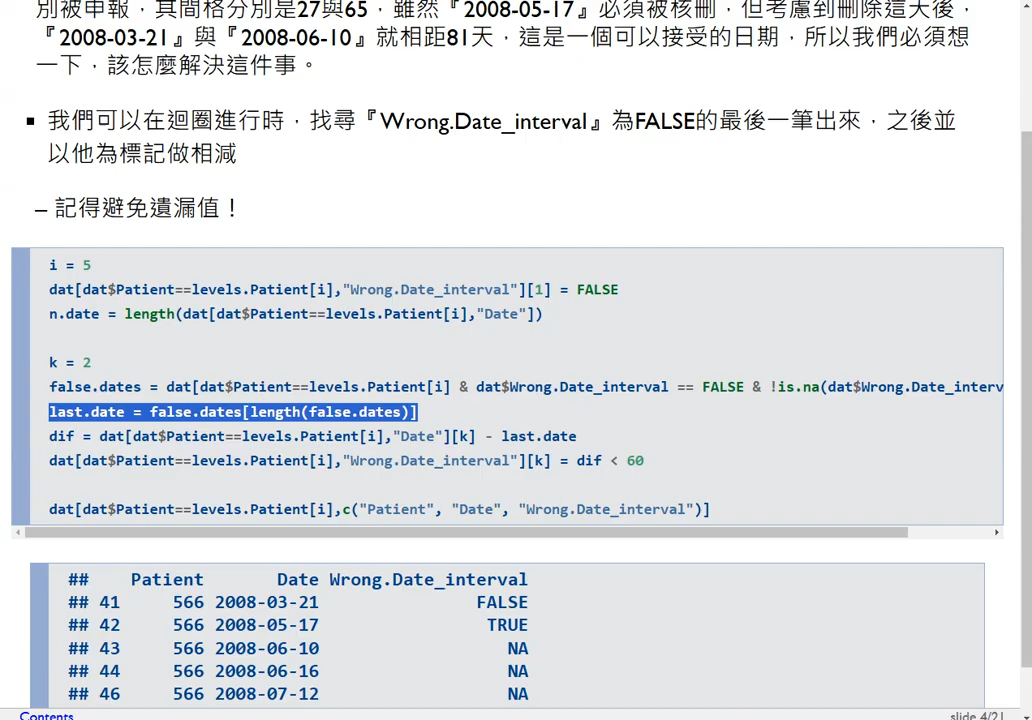 別被申報，其間格分別是27與65，雖然『2008-05-17』必須被核刪，但考慮到刪除這天後，
『2008-03-21』與『2008-06-10』就相距81天，這是一個可以接受的日期，所以我們必須想
一下，該怎麼解決這件事。
▪ 我們可以在迴圈進行時，找尋『Wrong.Date_interval』為FALSE的最後一筆出來，之後並
以他為標記做相減
– 記得避免遺漏值！
i = 5
dat[dat$Patient==levels.Patient[i],"Wrong.Date_interval"][1] = FALSE
n.date = length(dat[dat$Patient==levels.Patient[i],"Date"])
k = 2
false.dates = dat[dat$Patient==levels.Patient[i] & dat$Wrong.Date_interval == FALSE & !is.na(dat$Wrong.Date_interv
last.date = false.dates[length(false.dates)]
dif = dat[dat$Patient==levels.Patient[i],"Date"][k] - last.date
dat[dat$Patient==levels.Patient[i],"Wrong.Date_interval"][k] = dif < 60
dat[dat$Patient==levels.Patient[i],c("Patient", "Date", "Wrong.Date_interval")]
## Patient Date Wrong.Date_interval
## 41 566 2008-03-21 FALSE
## 42 566 2008-05-17 TRUE
## 43 566 2008-06-10 NA
## 44 566 2008-06-16 NA
## 46 566 2008-07-12 NA
Contents slide 4/21